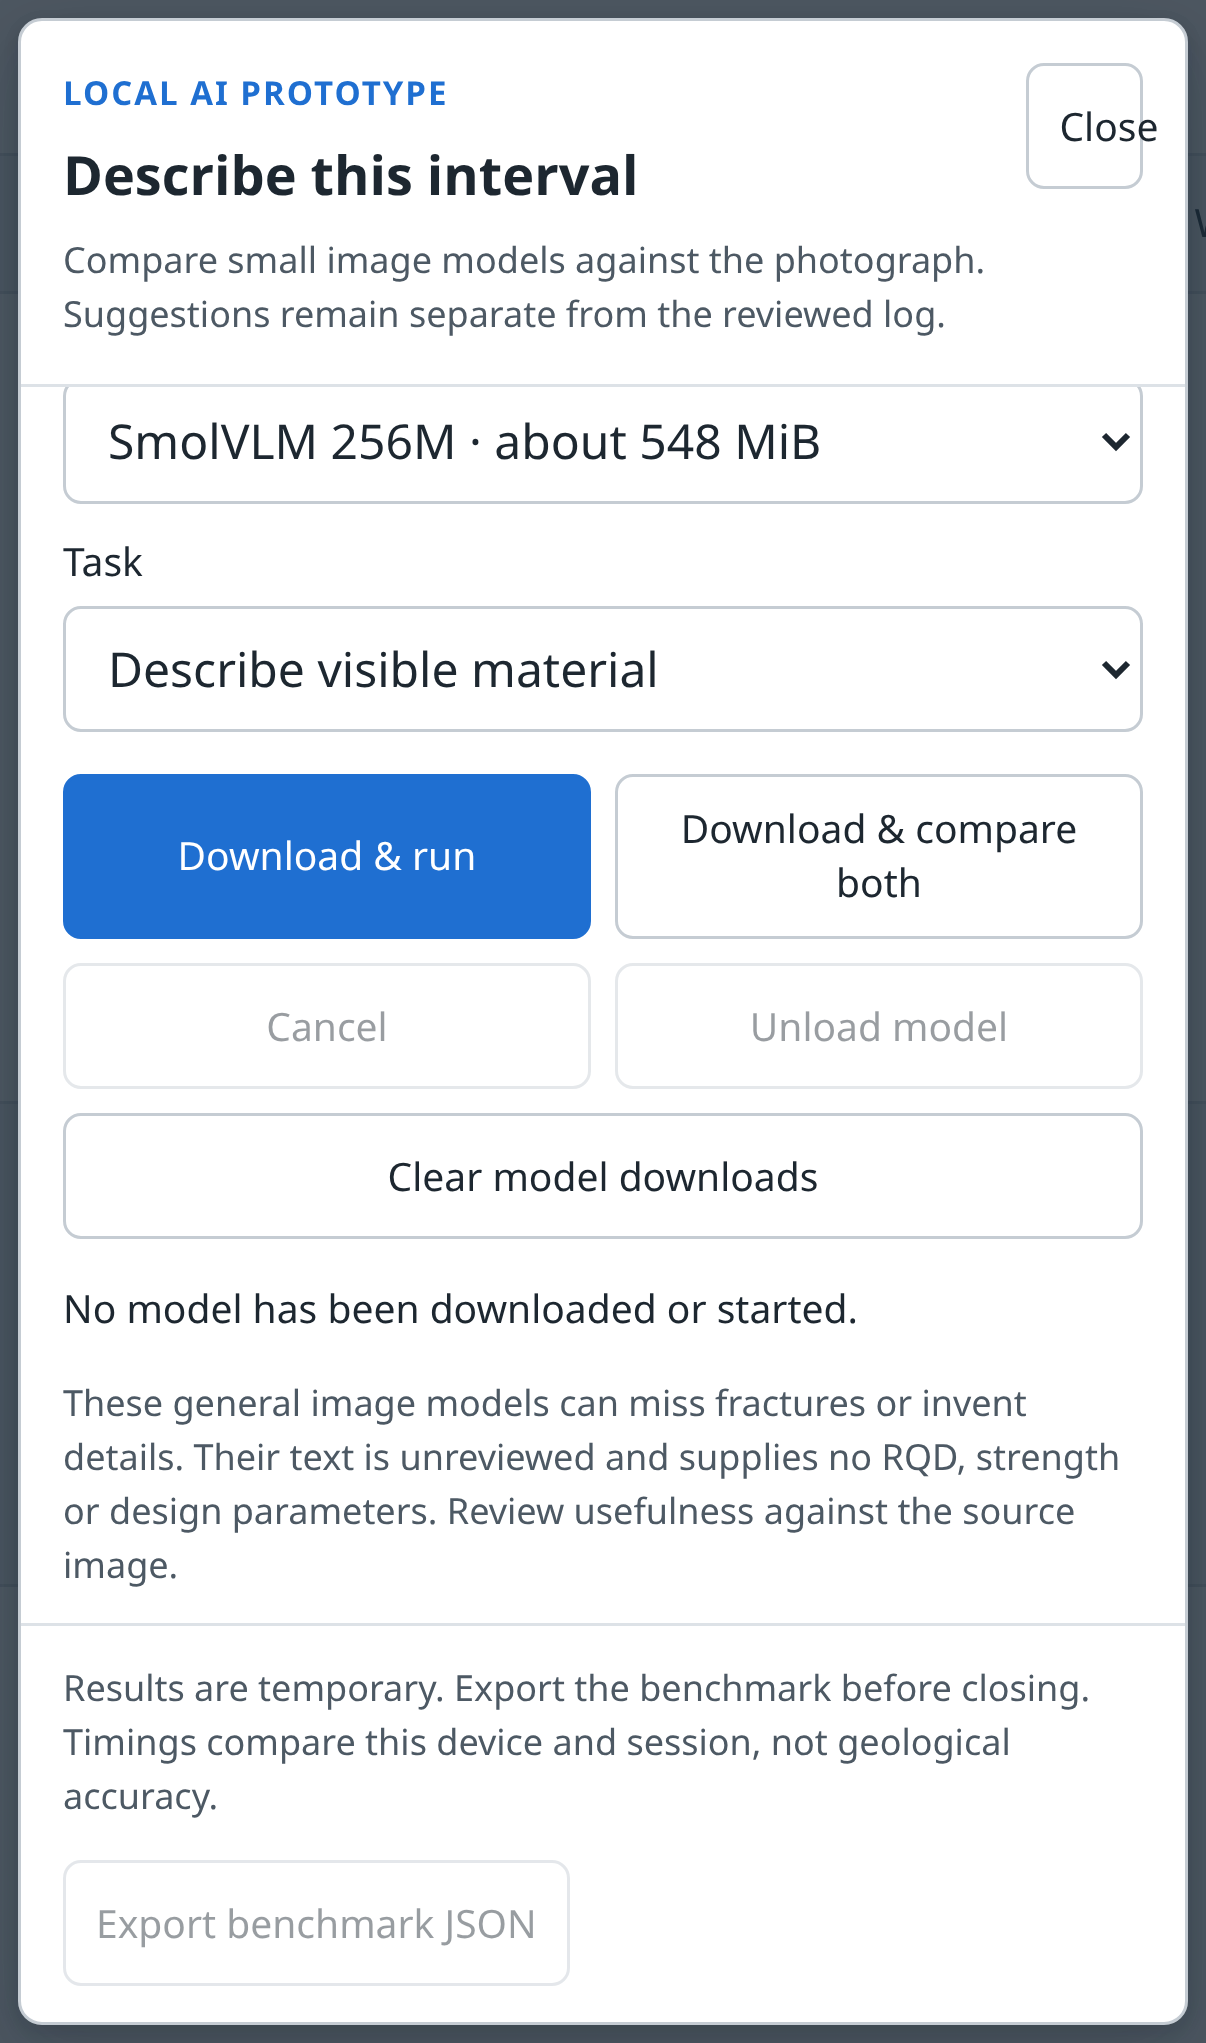 LOCAL AI PROTOTYPE
Close
Describe this interval
Compare small image models against the photograph.
Suggestions remain separate from the reviewed log.
SmolVLM 256M · about 548 MiB
Task
Describe visible material
Download & run
Download & compare
both
Cancel
Unload model
Clear model downloads
No model has been downloaded or started.
These general image models can miss fractures or invent
details. Their text is unreviewed and supplies no RQD, strength
or design parameters. Review usefulness against the source
image.
Results are temporary. Export the benchmark before closing.
Timings compare this device and session, not geological
accuracy.
Export benchmark JSON